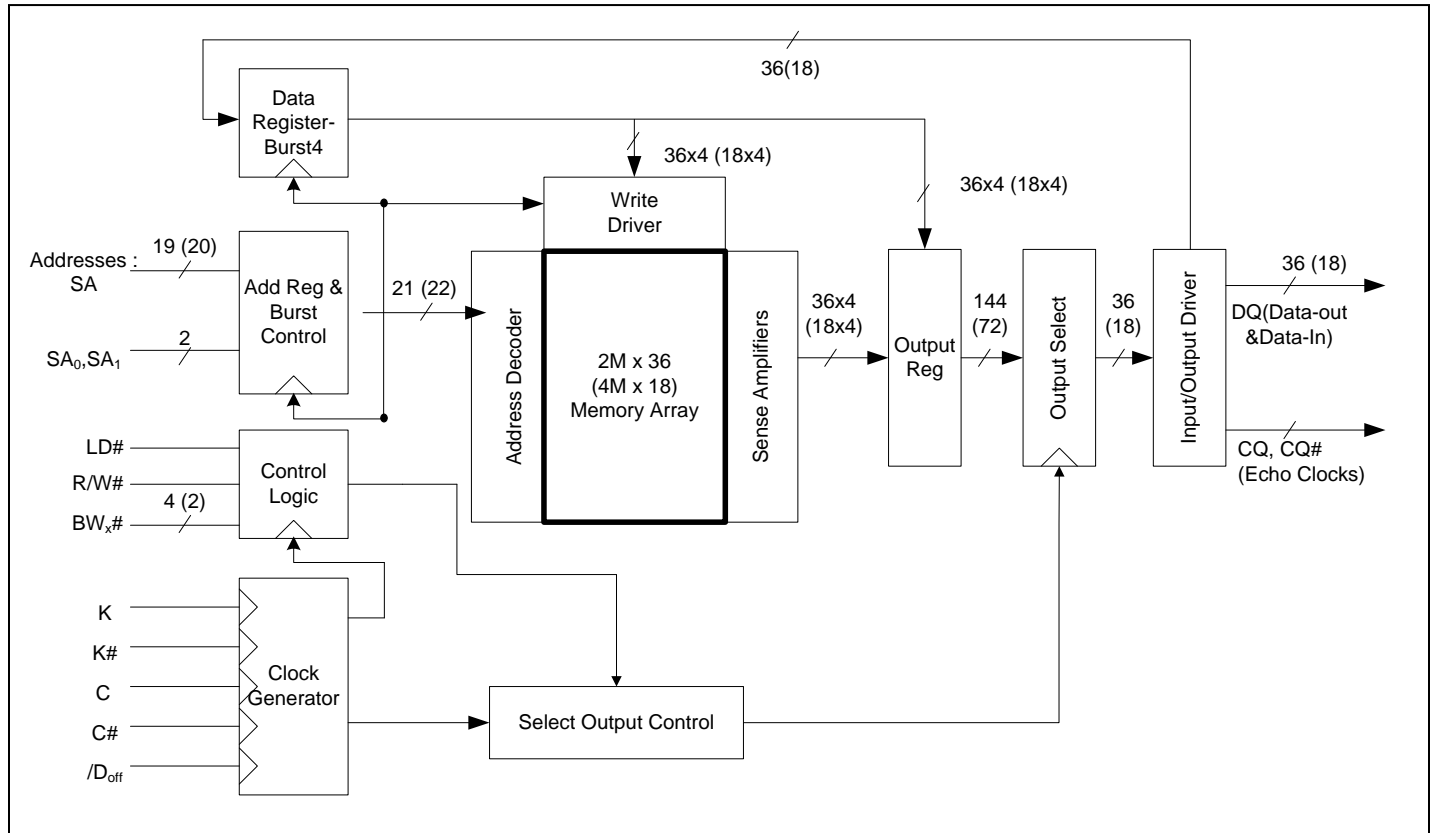 36(18)
Data
Register-
Burst4
36x4 (18x4)
36x4 (18x4)
Write
Driver
Addresses :
SA
19 (20)
SA0,SA1
2
Add Reg &
Burst
Control
21 (22)
Address Decoder
2M x 36
(4M x 18)
Memory Array
Sense Amplifiers
36x4
(18x4)
Output
Reg
144
(72)
Output Select
36
(18)
Input/Output Driver
36 (18)
DQ(Data-out
&Data-In)
CQ, CQ#
(Echo Clocks)
LD#
R/W#
BWx#
4 (2)
Control
Logic
K
K#
C
C#
/Doff
Clock
Generator
Select Output Control